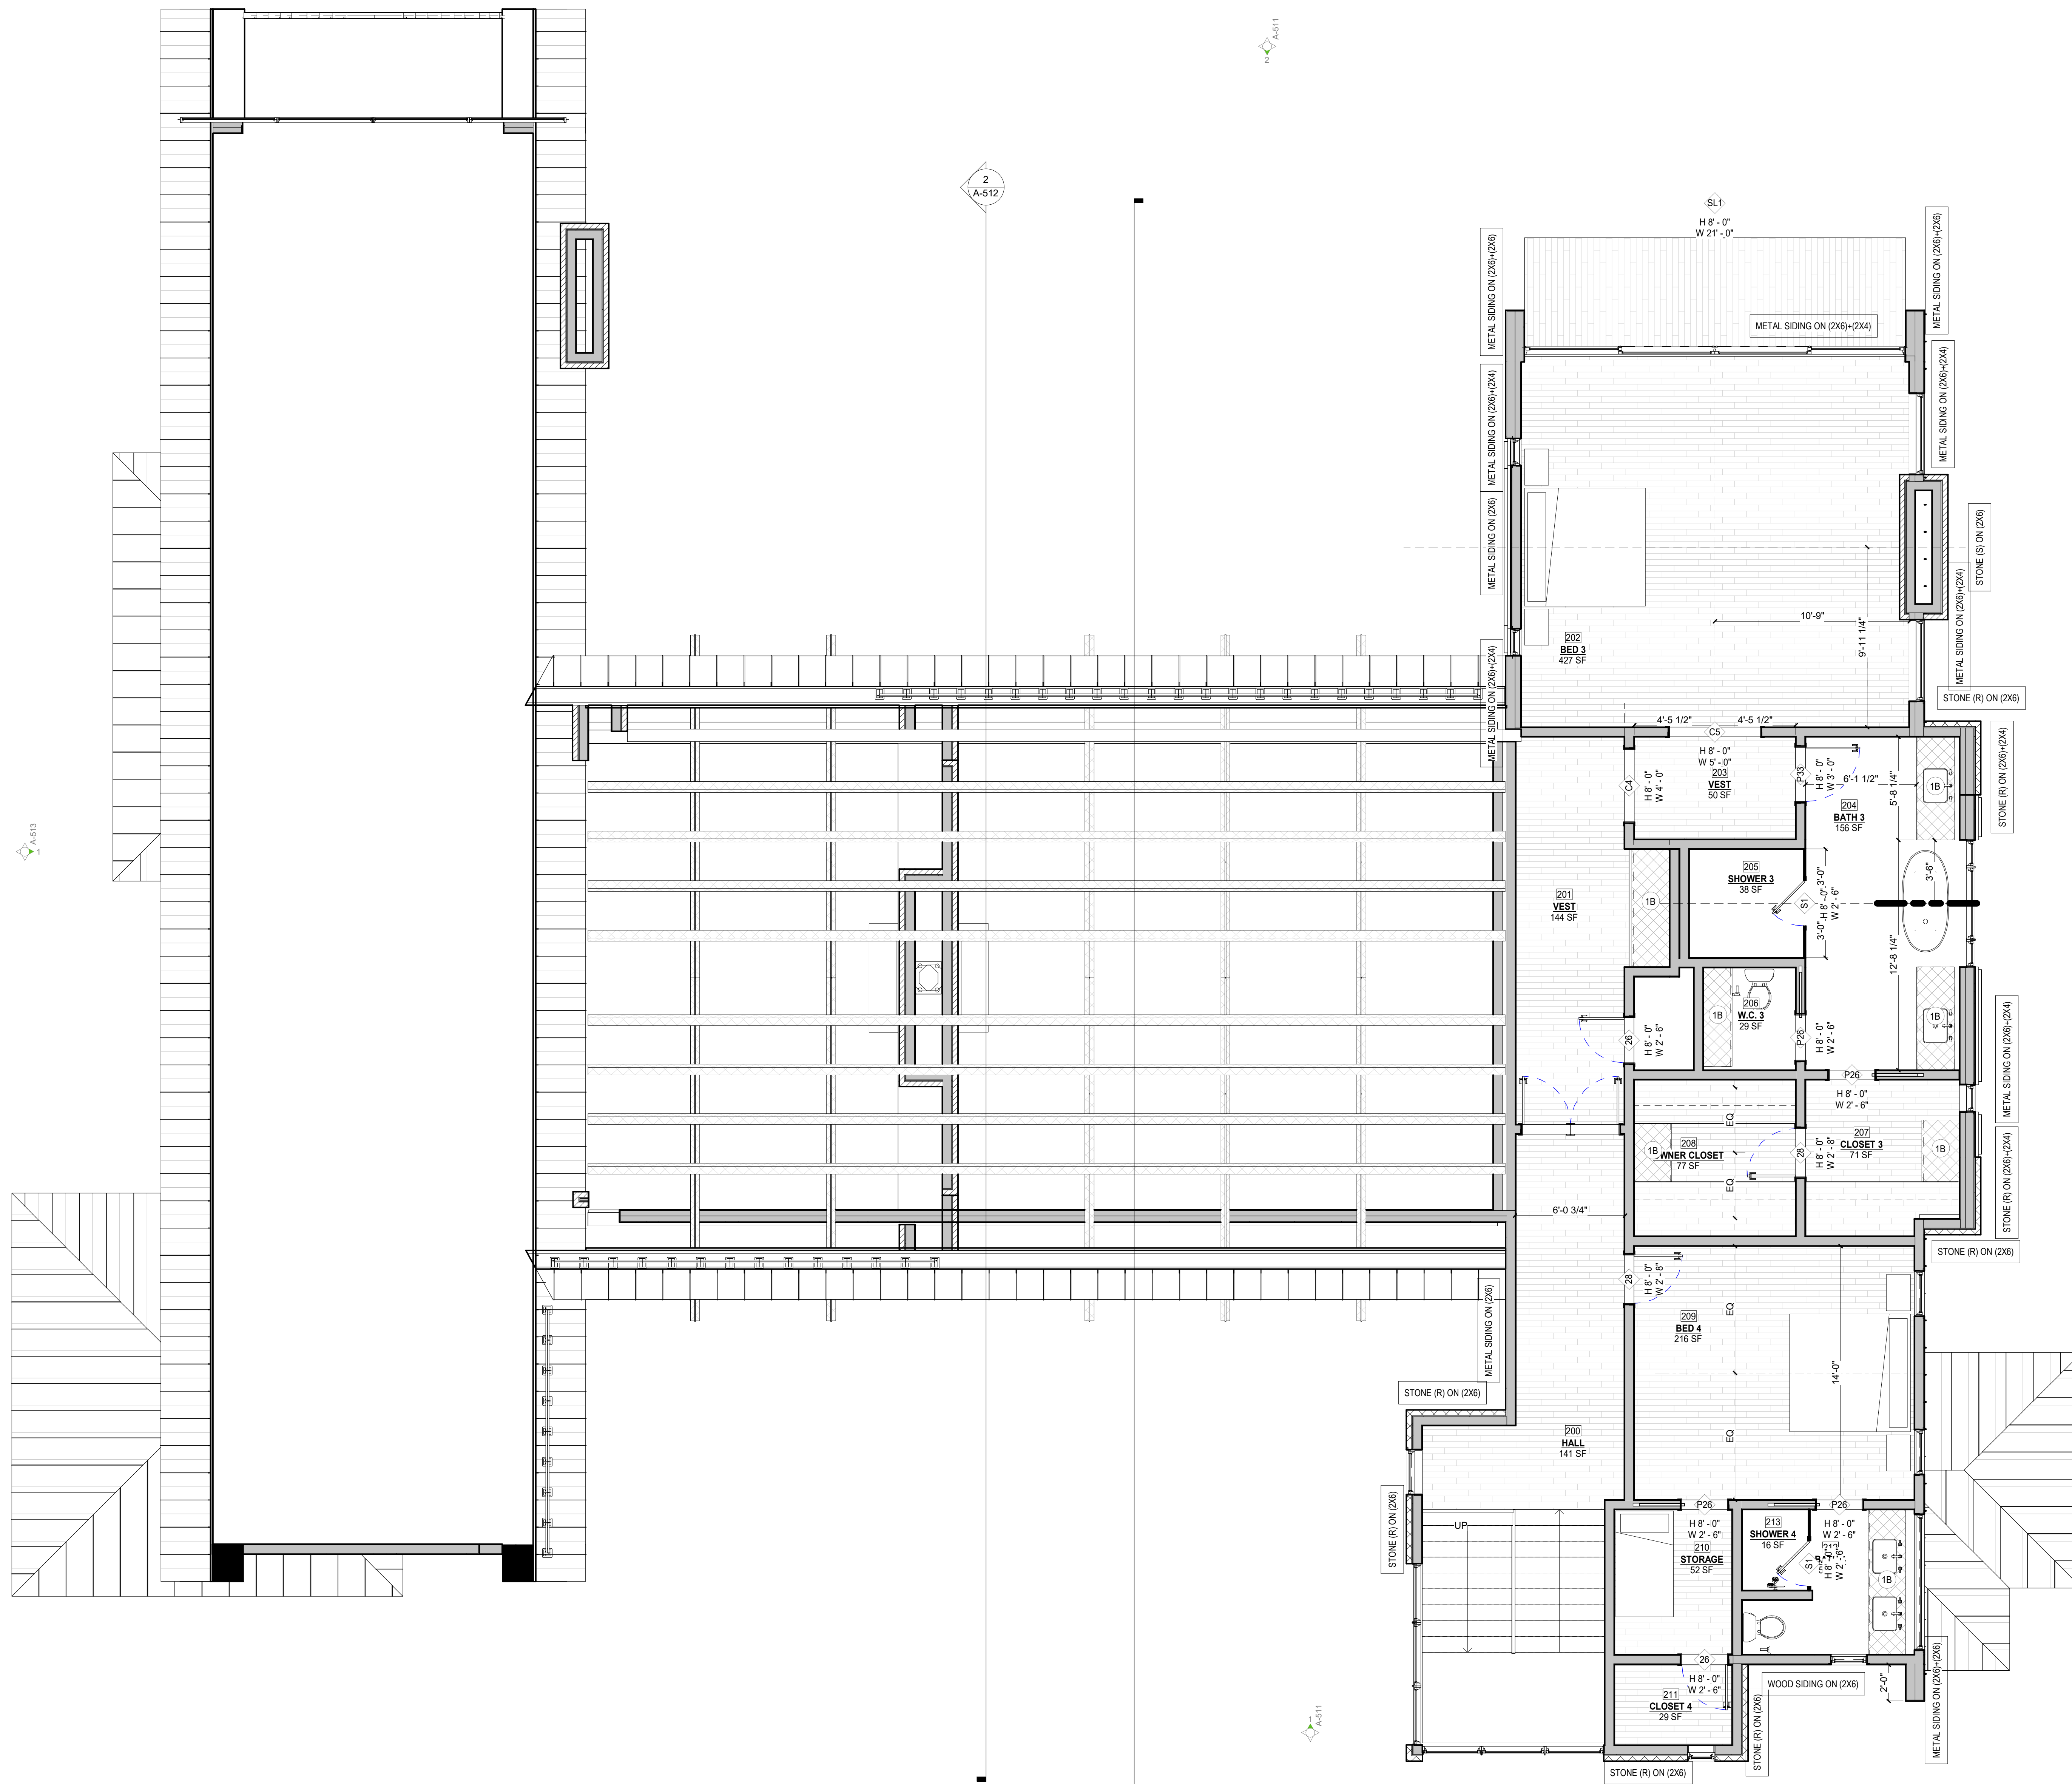 A-511
2
2
A-512
SL1
H 8' - 0"
W 21' - 0"
METAL SIDING ON (2X6)+(2X6)
METAL SIDING ON (2X6)+(2X6)
METAL SIDING ON (2X6)+(2X4)
METAL SIDING ON (2X6)+(2X4)
METAL SIDING ON (2X6)+(2X4)
METAL SIDING ON (2X6)
STONE (S) ON (2X6)
METAL SIDING ON (2X6)+(2X4)
10'-9"
9'-11 1/4"
202
BED 3
427 SF
METAL SIDING ON (2X6)+(2X4)
STONE (R) ON (2X6)
STONE (R) ON (2X6)+(2X4)
4'-5 1/2"
4'-5 1/2"
C5
H 8' - 0"
W 5' - 0"
203
VEST
50 SF
C4
H 8' - 0"
W 4' - 0"
P33
H 8' - 0"
W 3' - 0"
6'-1 1/2"
5'-8 1/4"
1B
204
BATH 3
156 SF
A-513
1
205
SHOWER 3
38 SF
3'-0"
3'-0"
S1
H 8' - 0"
W 2' - 6"
3'-6"
12'-8 1/4"
201
VEST
144 SF
1B
206
W.C. 3
29 SF
1B
1B
26
H 8' - 0"
W 2' - 6"
P26
H 8' - 0"
W 2' - 6"
METAL SIDING ON (2X6)+(2X4)
P26
H 8' - 0"
W 2' - 6"
EQ
EQ
208
WNER CLOSET
77 SF
1B
28
H 8' - 0"
W 2' - 8"
207
CLOSET 3
71 SF
1B
STONE (R) ON (2X6)+(2X4)
6'-0 3/4"
STONE (R) ON (2X6)
28
H 8' - 0"
W 2' - 8"
METAL SIDING ON (2X6)
209
BED 4
216 SF
EQ
EQ
14'-0"
STONE (R) ON (2X6)
200
HALL
141 SF
STONE (R) ON (2X6)
UP
P26
H 8' - 0"
W 2' - 6"
210
STORAGE
52 SF
213
SHOWER 4
16 SF
P26
H 8' - 0"
W 2' - 6"
S1
H 8' - 0"
W 2' - 6"
1B
26
H 8' - 0"
W 2' - 6"
211
CLOSET 4
29 SF
WOOD SIDING ON (2X6)
2'-0"
METAL SIDING ON (2X6)+(2X4)
STONE (R) ON (2X6)
STONE (R) ON (2X6)
1
A-511